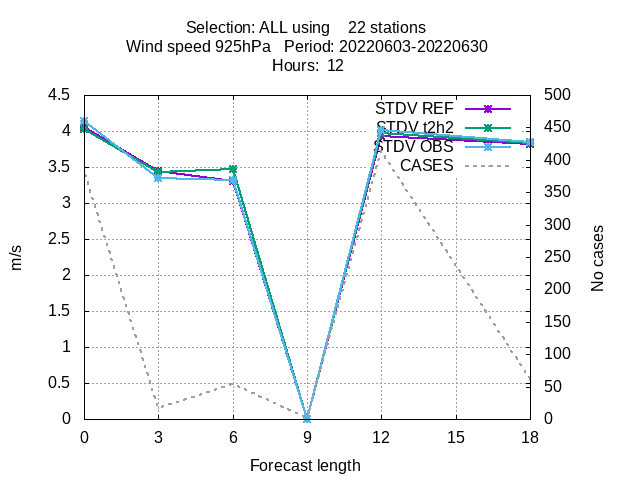 Selection: ALL using    22 stations
Wind speed 925hPa   Period: 20220603-20220630
Hours:  12
4.5
4
3.5
3
2.5
2
1.5
1
0.5
0
500
450
400
350
300
250
200
150
100
50
0
STDV REF
STDV t2h2
STDV OBS
CASES
m/s
No cases
0 3 6 9 12 15 18
Forecast length